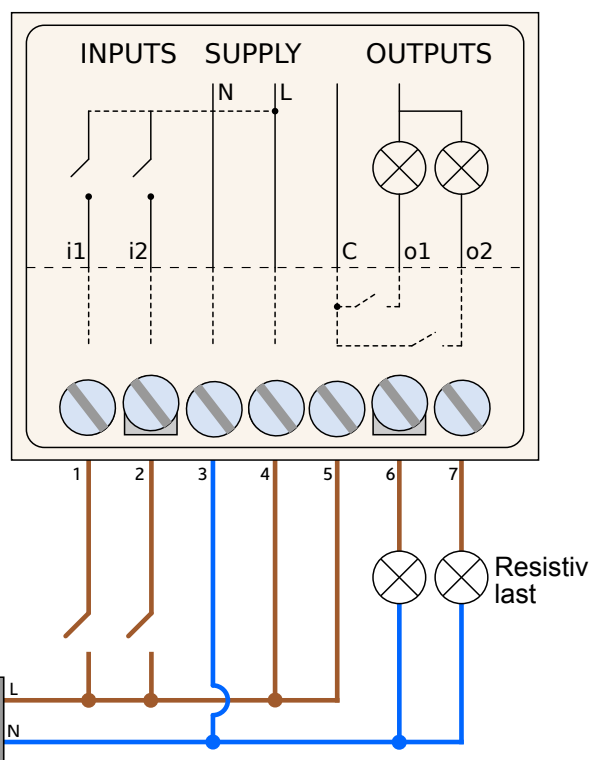 INPUTS SUPPLY OUTPUTS
N L
i1 i2 C o1 o2
1 2 3 4 5 6 7
Resistiv
last
L
N